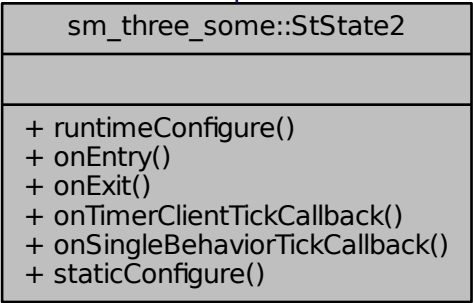 sm_three_some::StState2
+ runtimeConfigure()
+ onEntry()
+ onExit()
+ onTimerClientTickCallback()
+ onSingleBehaviorTickCallback()
+ staticConfigure()